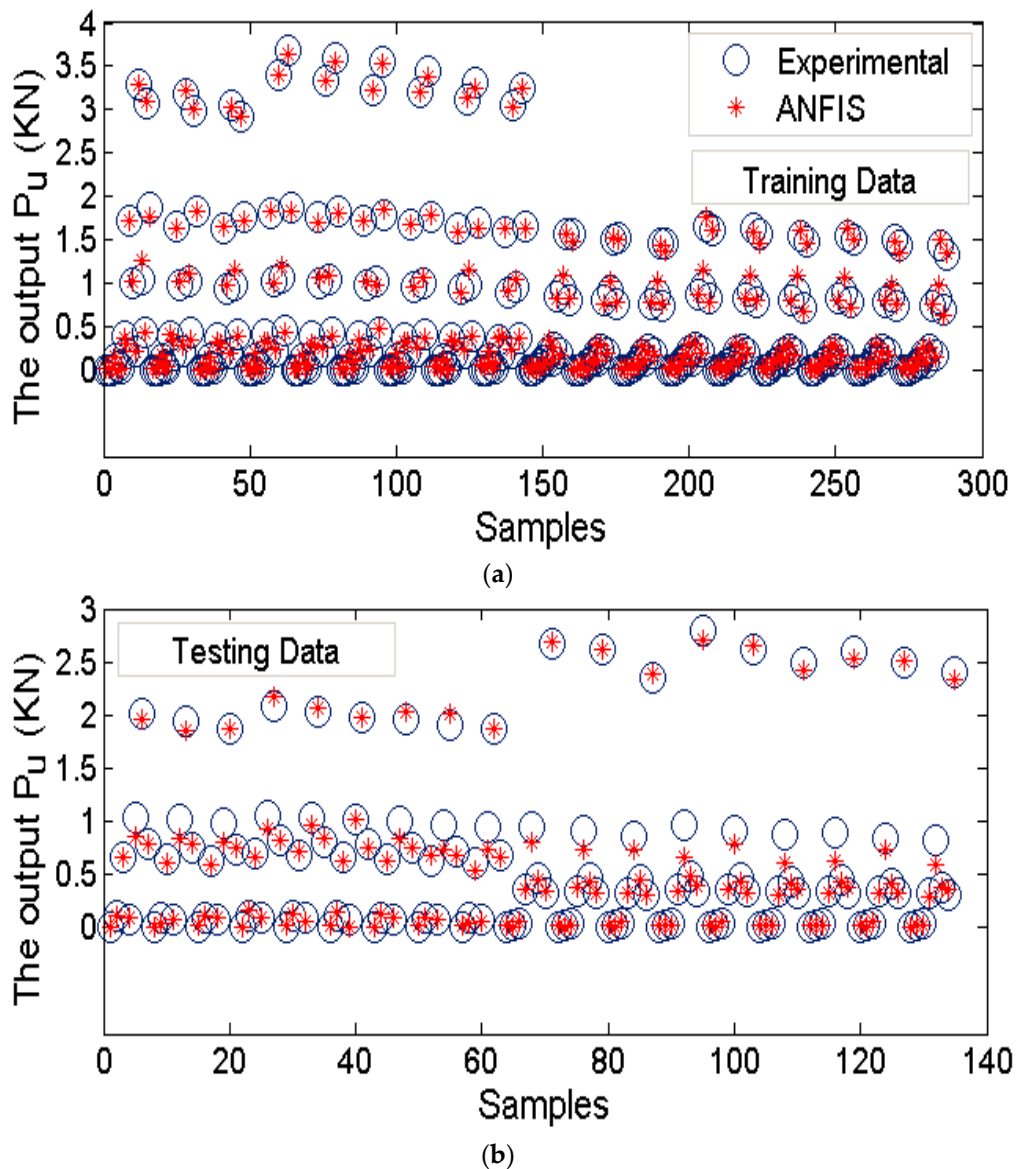 The output Pu (KN)
4
3.5
3
2.5
2
1.5
1
0.5
0
Experimental
ANFIS
Training Data
0 50 100 150 200 250 300
Samples
(a)
The output Pu (KN)
3
2.5
2
1.5
1
0.5
0
Testing Data
0 20 40 60 80 100 120 140
Samples
(b)